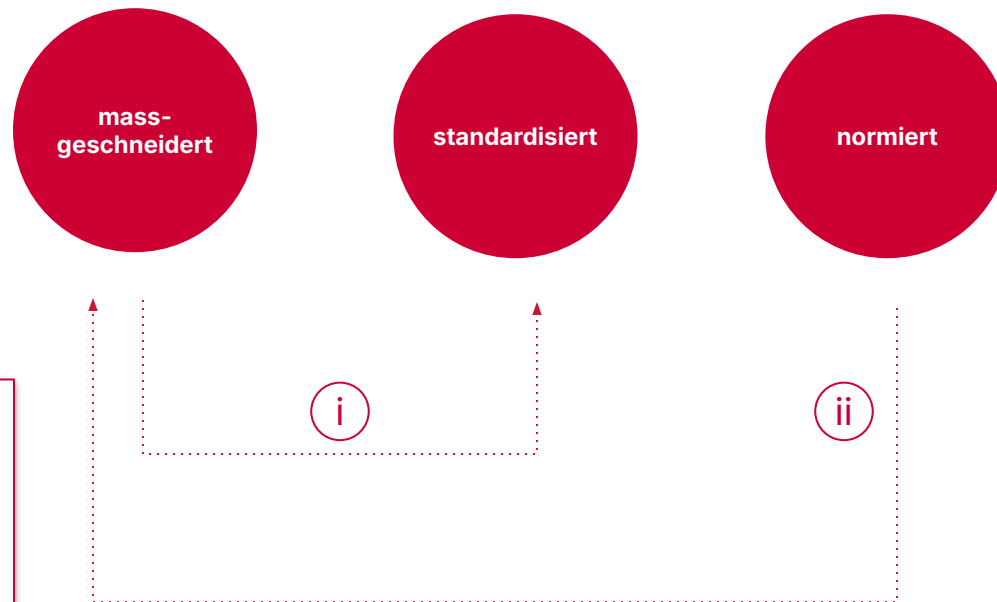 mass-
geschneidert
standardisiert
normiert
i
ii